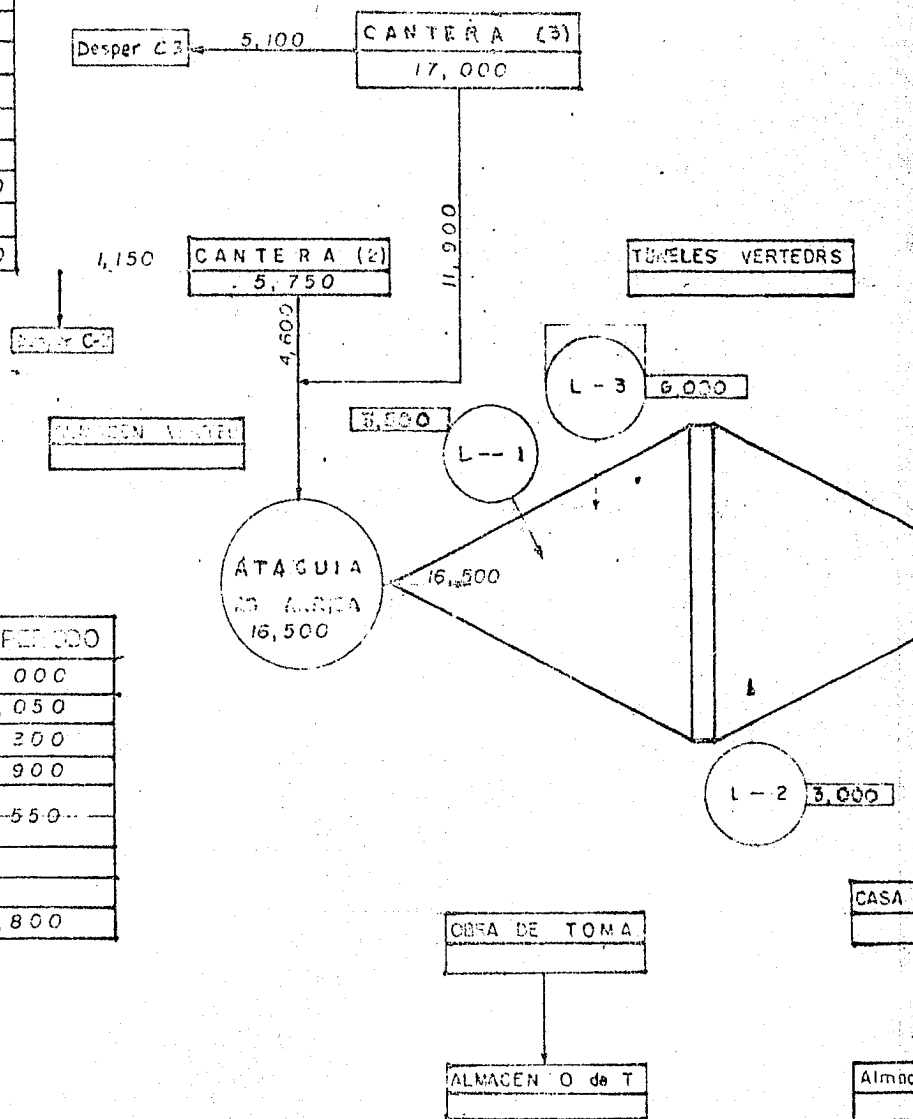 CANTERA (3)
17,000
Desper C3
5,100
11,900
1,150
CANTERA (2)
5,750
4,600
TUNELES VERTEDRS
C-2
L-3
6,000
L--1
ATAGUIA
16,500
16,500
PERIODO
000
050
900
550
800
L-2
3,000
CASA
OBRA DE TOMA
ALMACEN O de T
Almac